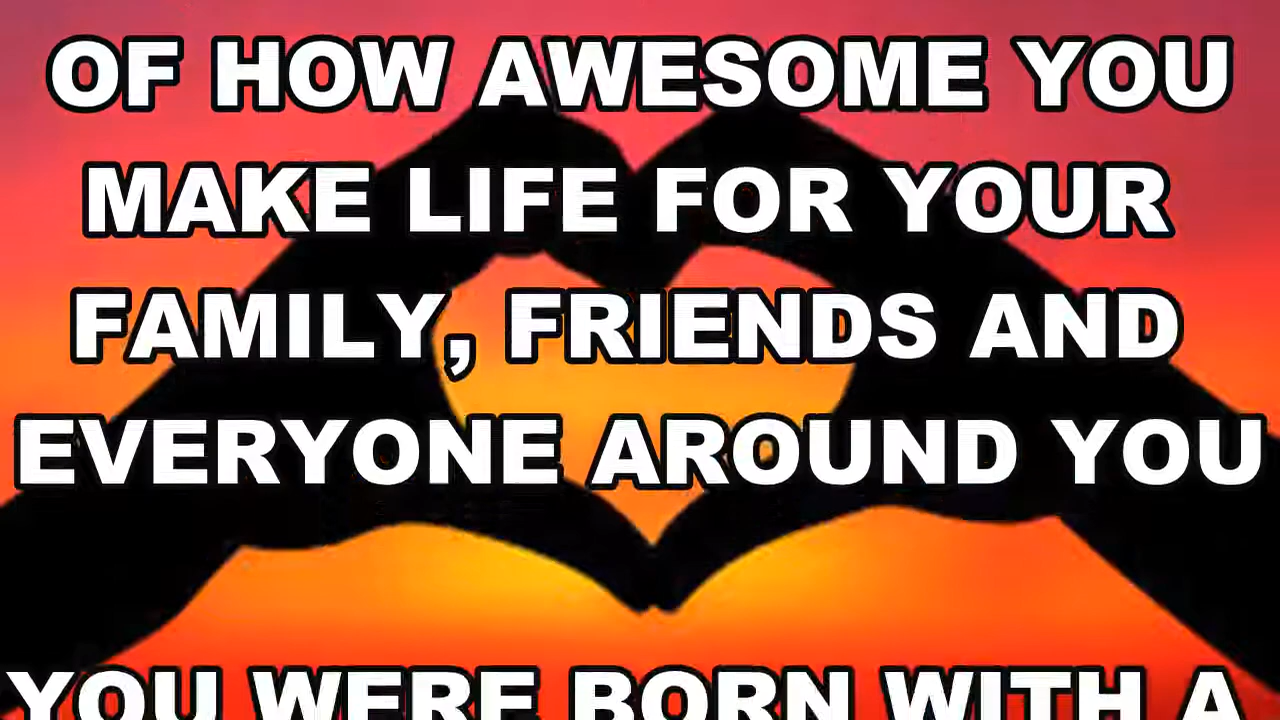 OF HOW AWESOME YOU
MAKE LIFE FOR YOUR
FAMILY, FRIENDS AND
EVERYONE AROUND YOU
YOU WERE BORN WITH A